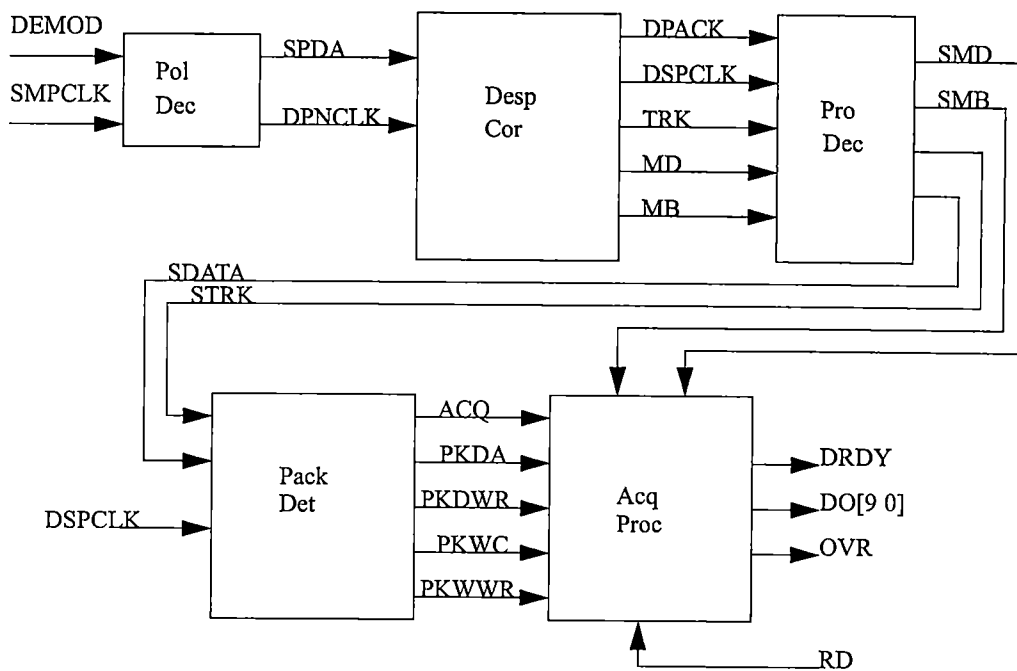 DEMOD
SMPCLK
Pol
Dec
SPDA
DPNCLK
Desp
Cor
DPACK
DSPCLK
TRK
MD
MB
Pro
Dec
SMD
SMB
SDATA
STRK
DSPCLK
Pack
Det
ACQ
PKDA
PKDWR
PKWC
PKWWR
Acq
Proc
DRDY
DO[9 0]
OVR
RD